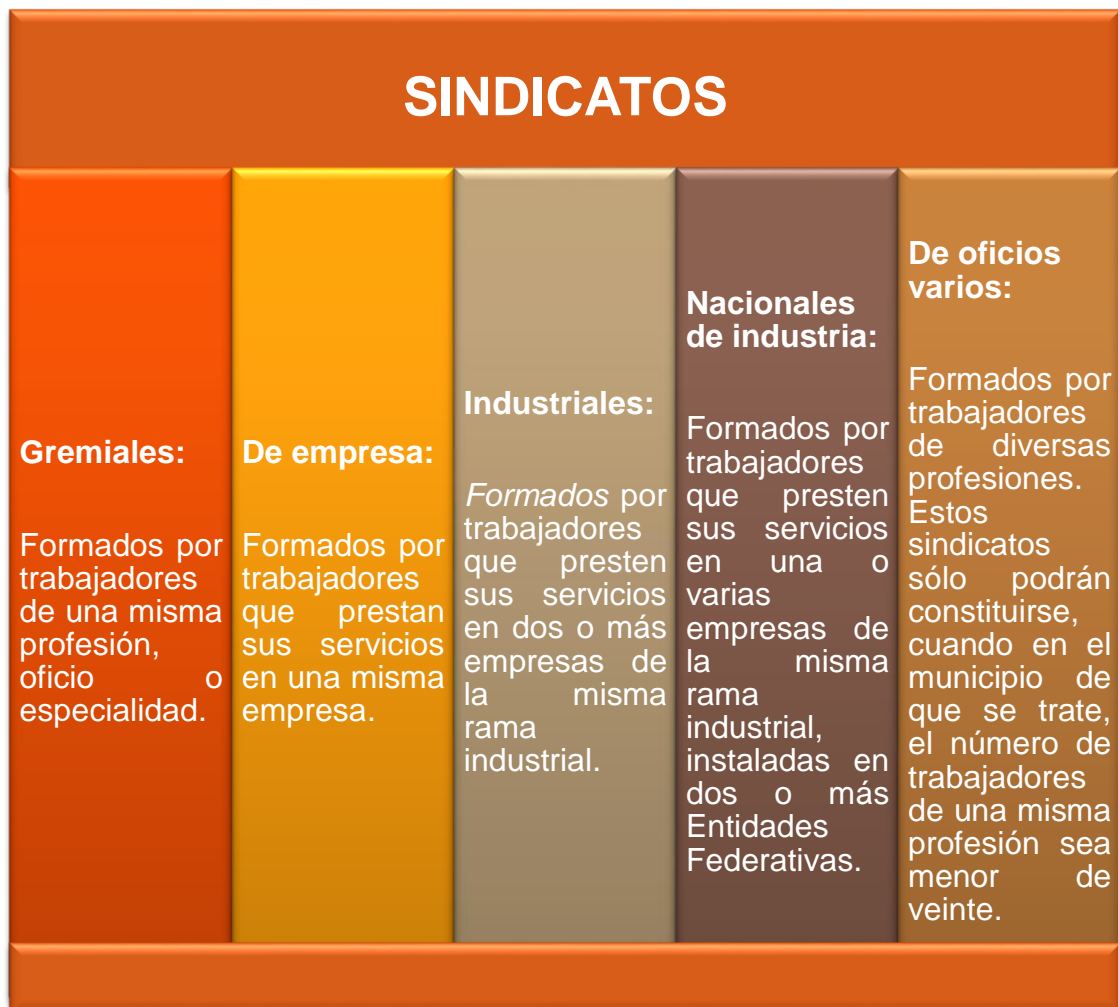 SINDICATOS
Gremiales:
Formados por
trabajadores
de una misma
profesión,
oficio o
especialidad.
De empresa:
Formados por
trabajadores
que prestan
sus servicios
en una misma
empresa.
Industriales:
Formados por
trabajadores
que presten
sus servicios
en dos o más
empresas de
la misma
rama
industrial.
Nacionales
de industria:
Formados por
trabajadores
que presten
sus servicios
en una o
varias
empresas de
la misma
rama
industrial,
instaladas en
dos o más
Entidades
Federativas.
De oficios
varios:
Formados por
trabajadores
de diversas
profesiones.
Estos
sindicatos
sólo podrán
constituirse,
cuando en el
municipio de
que se trate,
el número de
trabajadores
de una misma
profesión sea
menor de
veinte.